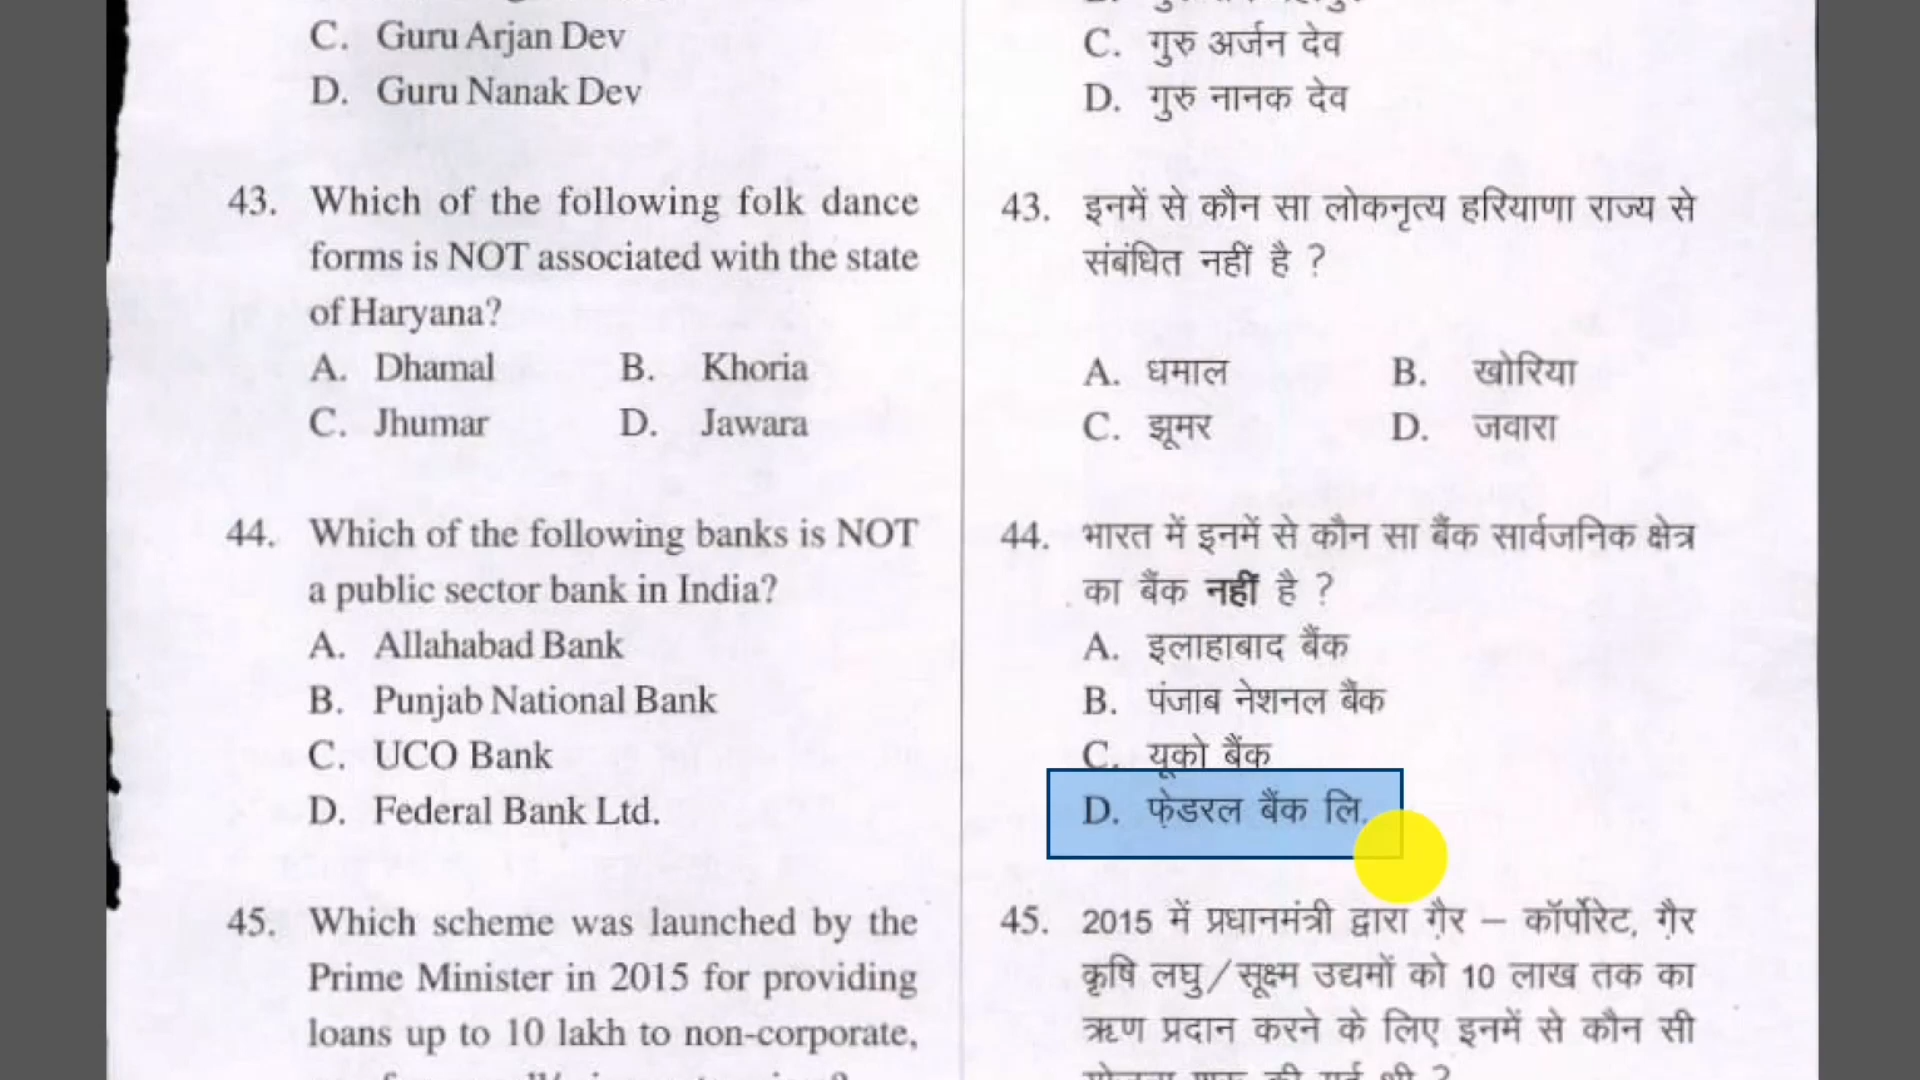 C. Guru Arjan Dev
D. Guru Nanak Dev
43. Which of the following folk dance
forms is NOT associated with the state
of Haryana?
A. Dhamal B. Khoria
C. Jhumar D. Jawara
44. Which of the following banks is NOT
a public sector bank in India?
A. Allahabad Bank
B. Punjab National Bank
C. UCO Bank
D. Federal Bank Ltd.
45. Which scheme was launched by the
Prime Minister in 2015 for providing
loans up to 10 lakh to non-corporate,
C. गुरु अर्जन देव
D. गुरु नानक देव
43. इनमें से कौन सा लोकनृत्य हरियाणा राज्य से
संबंधित नहीं है ?
A. धमाल B. खोरिया
C. झूमर D. जवारा
44. भारत में इनमें से कौन सा बैंक सार्वजनिक क्षेत्र
का बैंक नहीं है ?
A. इलाहाबाद बैंक
B. पंजाब नेशनल बैंक
C. यूको बैंक
D. फ़ेडरल बैंक लि.
45. 2015 में प्रधानमंत्री द्वारा ग़ैर – कॉर्पोरेट, ग़ैर
कृषि लघु / सूक्ष्म उद्यमों को 10 लाख तक का
ऋण प्रदान करने के लिए इनमें से कौन सी